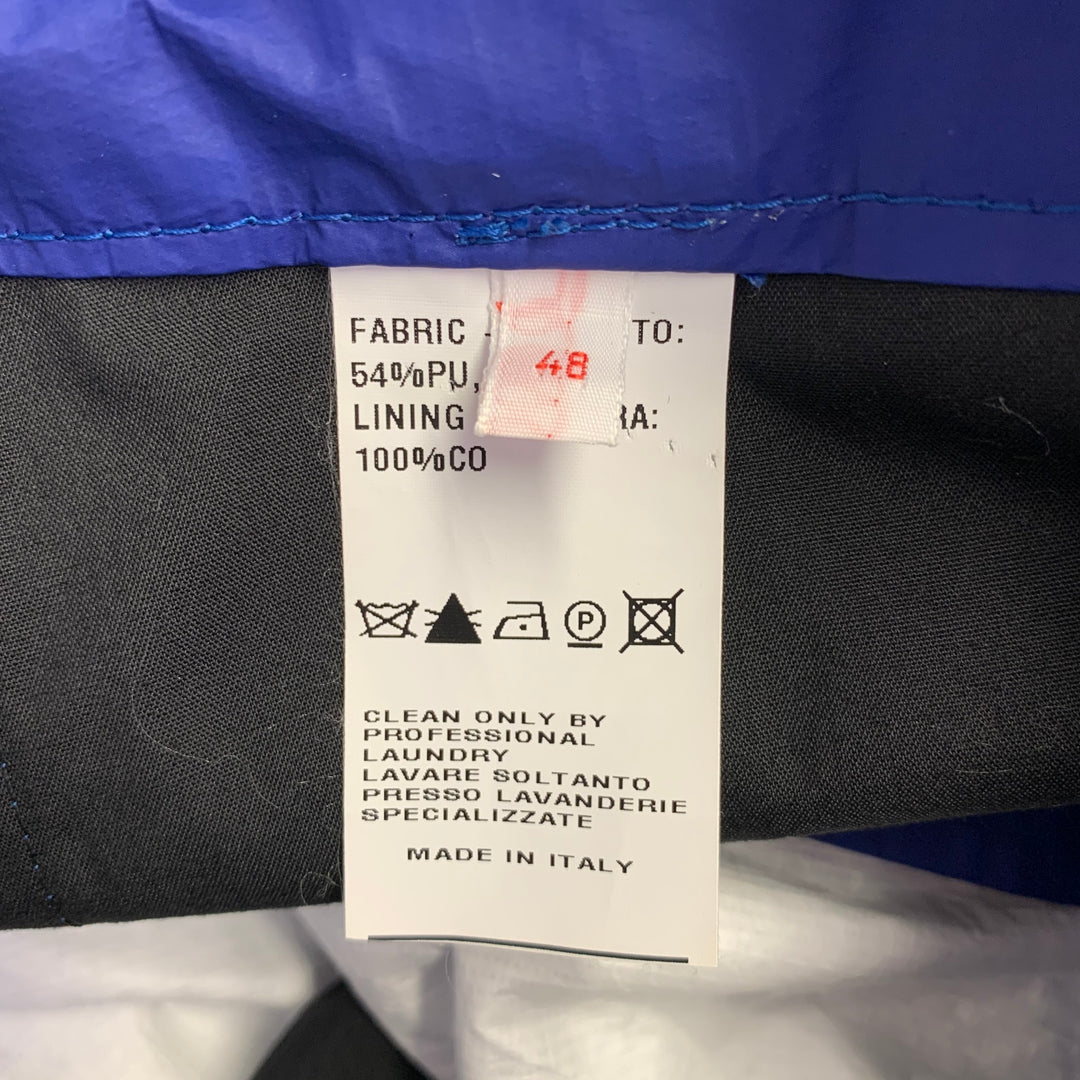 FABRIC - TO:
48
54%PU,
LINING RA:
100%CO
P
CLEAN ONLY BY
PROFESSIONAL
LAUNDRY
LAVARE SOLTANTO
PRESSO LAVANDERIE
SPECIALIZZATE
MADE IN ITALY